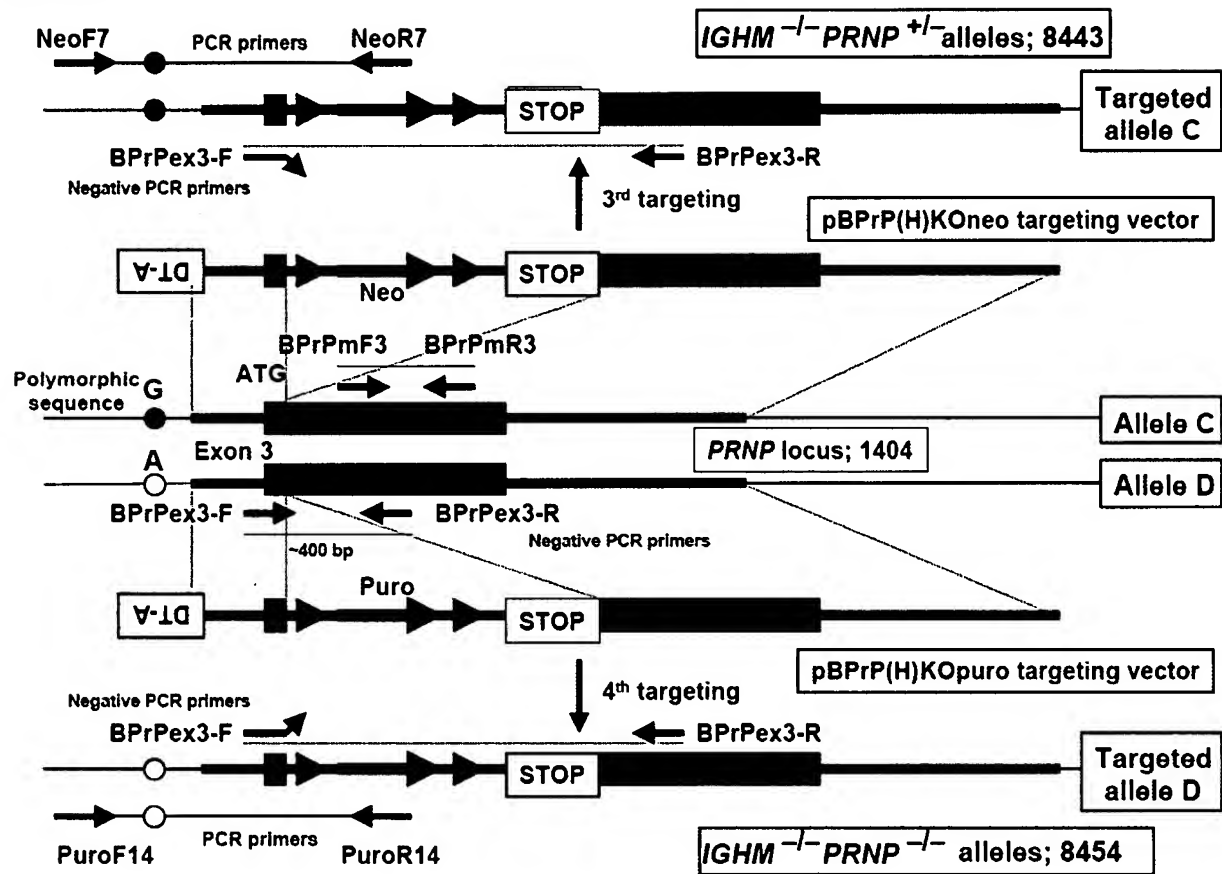 NeoF7
PCR primers
NeoR7
IGHM –/– PRNP +/– alleles; 8443
STOP
Targeted
allele C
BPrPex3-F
BPrPex3-R
Negative PCR primers
3rd targeting
pBPrP(H)KOneo targeting vector
DT-A
STOP
Neo
BPrPmF3
BPrPmR3
ATG
Polymorphic
sequence
G
Allele C
Exon 3
PRNP locus; 1404
A
Allele D
BPrPex3-F
BPrPex3-R
~400 bp
Negative PCR primers
Puro
DT-A
STOP
pBPrP(H)KOpuro targeting vector
Negative PCR primers
4th targeting
BPrPex3-F
BPrPex3-R
STOP
Targeted
allele D
PCR primers
PuroF14
PuroR14
IGHM –/– PRNP –/– alleles; 8454